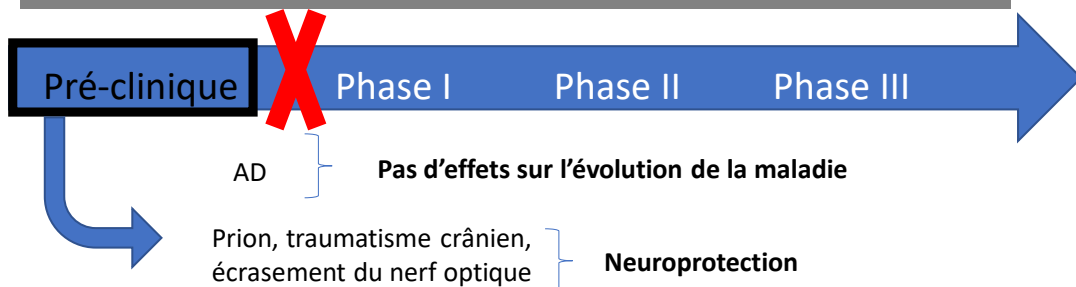 Pré-clinique Phase I Phase II Phase III
AD Pas d'effets sur l'évolution de la maladie
Prion, traumatisme crânien,
écrasement du nerf optique
Neuroprotection